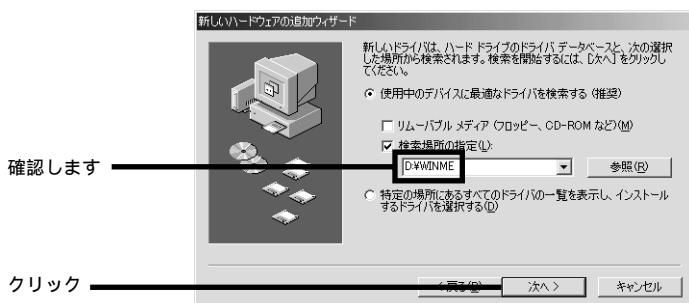 新しいハードウェアの追加ウィザード
新しいドライバは、ハード ドライブのドライバ データベースと、次の選択
した場所から検索されます。検索を開始するには、[次へ] をクリックし
てください。
使用中のデバイスに最適なドライバを検索する (推奨)
リムーバブル メディア (フロッピー、CD-ROM など)(M)
検索場所の指定(L):
確認します
D:¥WINME
参照(R)
特定の場所にあるすべてのドライバの一覧を表示し、インストール
するドライバを選択する(D)
クリック
< 戻る(B)
次へ >
キャンセル